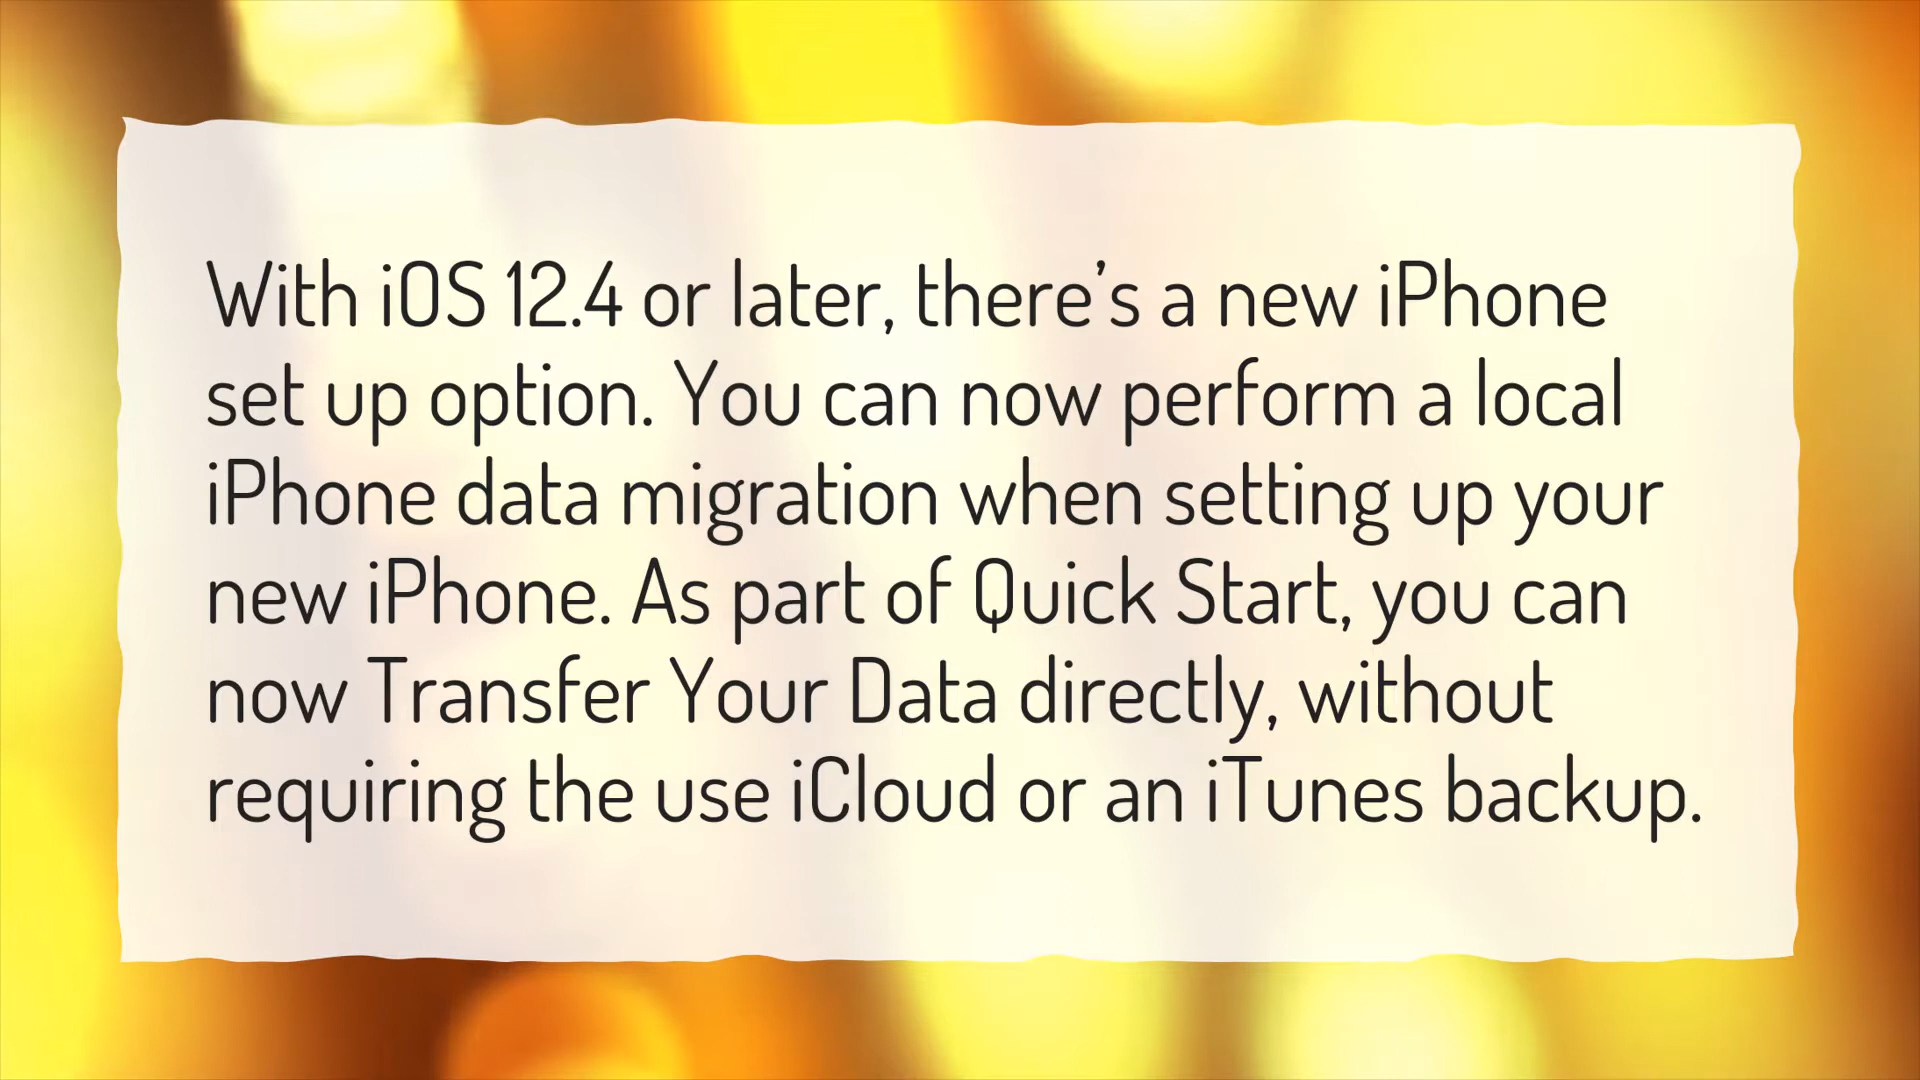 With iOS 12.4 or later, there’s a new iPhone
set up option. You can now perform a local
iPhone data migration when setting up your
new iPhone. As part of Quick Start, you can
now Transfer Your Data directly, without
requiring the use iCloud or an iTunes backup.